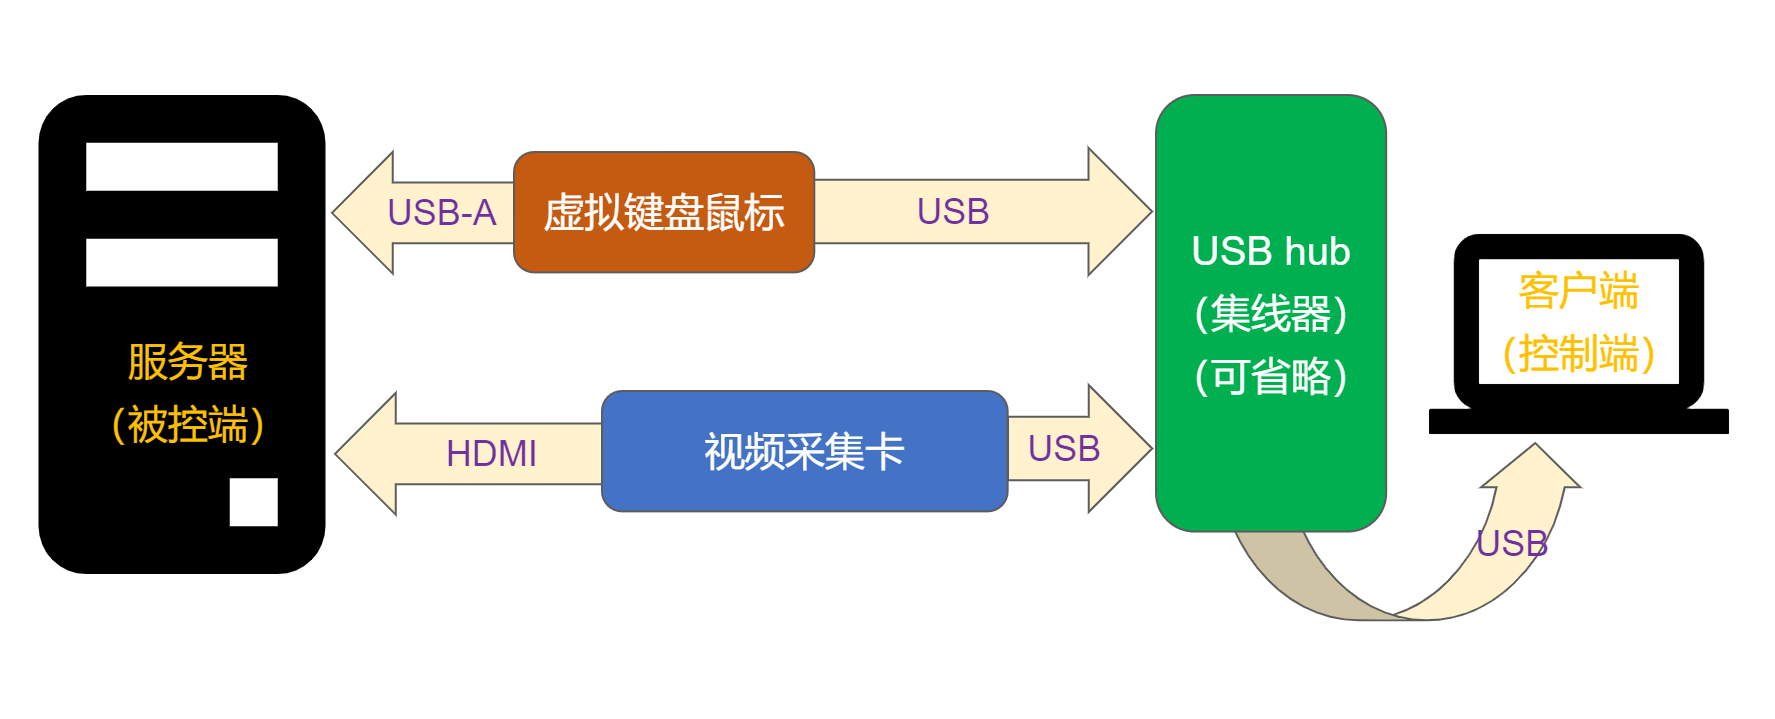 服务器
（被控端）
USB-A
虚拟键盘鼠标
USB
HDMI
视频采集卡
USB
USB hub
（集线器）
（可省略）
客户端
（控制端）
USB